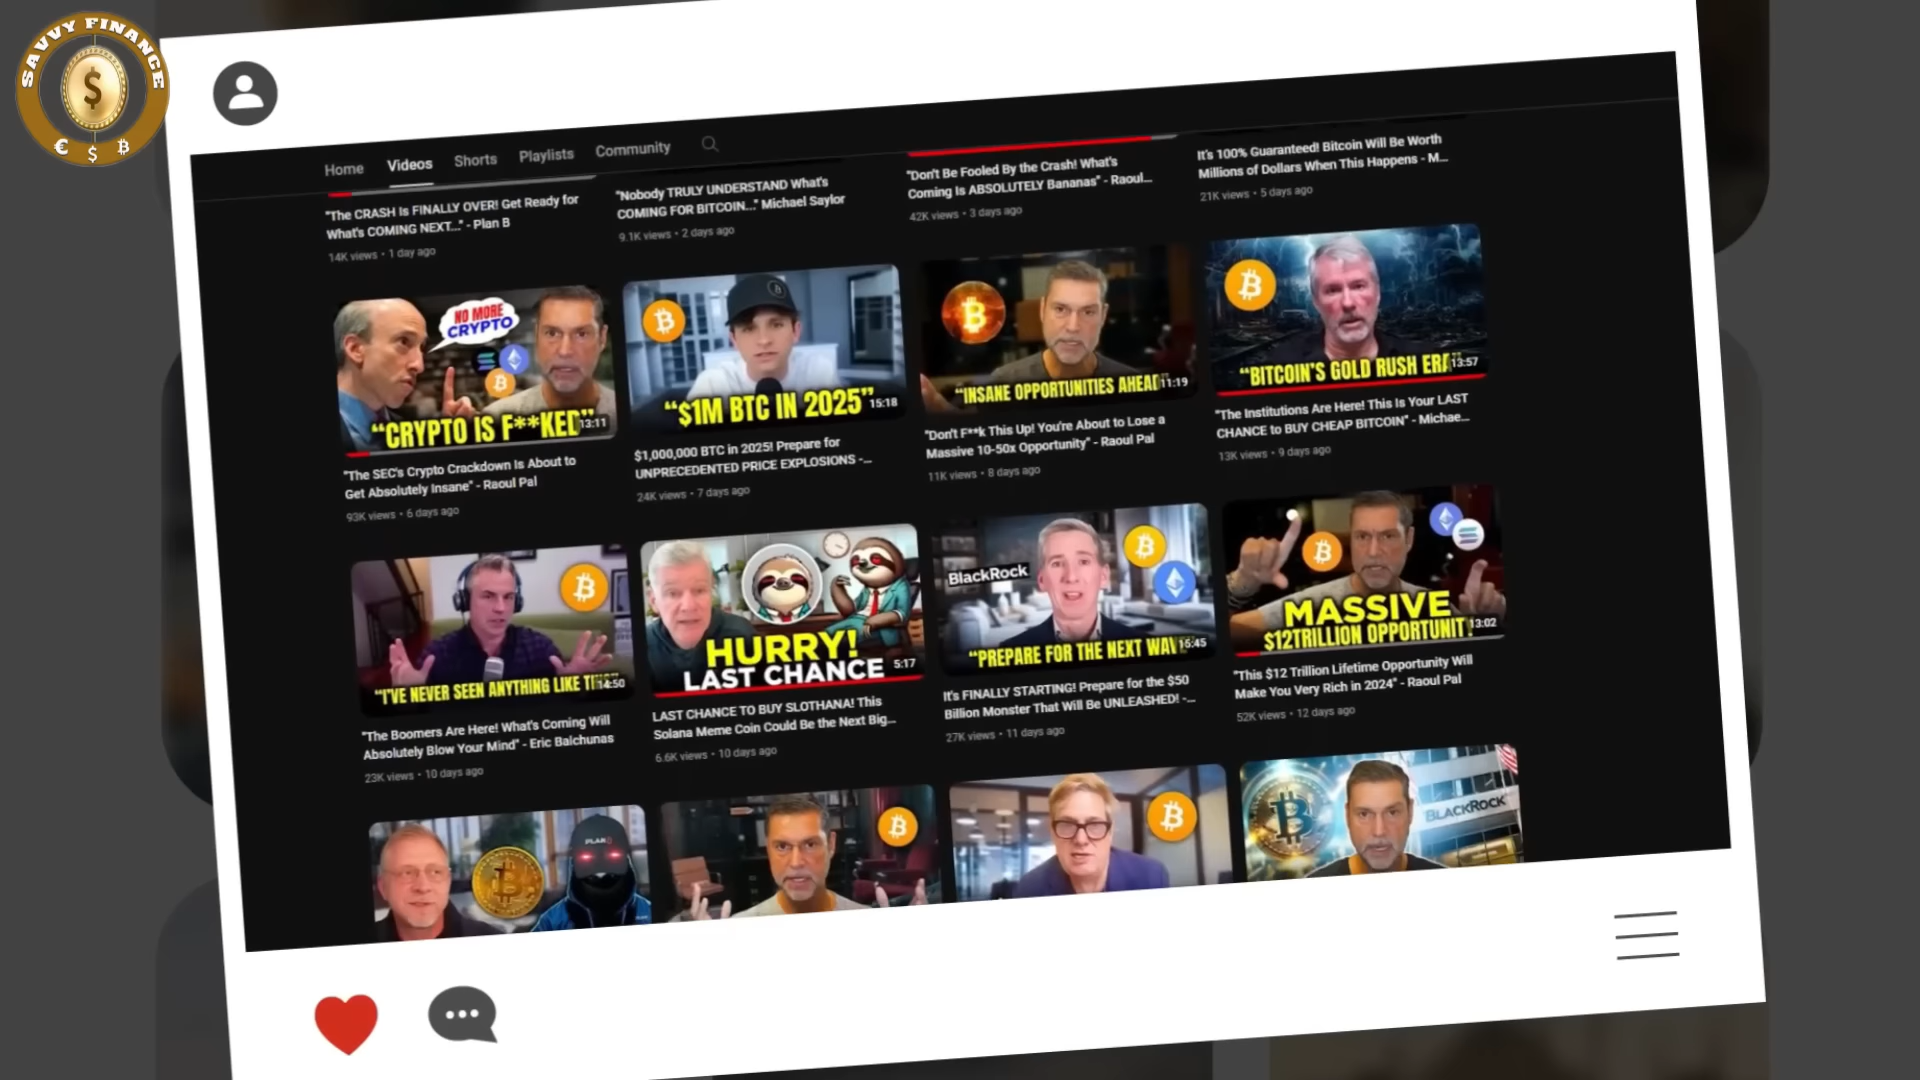 SAVVY FINANCE
$
€ $ ₿
Home Videos Shorts Playlists Community
"The CRASH Is FINALLY OVER! Get Ready for
What's COMING NEXT..." - Plan B
14K views • 1 day ago
"Nobody TRULY UNDERSTAND What's
COMING FOR BITCOIN..." Michael Saylor
9.1K views • 2 days ago
"Don't Be Fooled By the Crash! What's
Coming Is ABSOLUTELY Bananas" - Raoul...
42K views • 3 days ago
It's 100% Guaranteed! Bitcoin Will Be Worth
Millions of Dollars When This Happens - M...
21K views • 5 days ago
NO MORE
CRYPTO
"CRYPTO IS F**KED"
13:11
"The SEC's Crypto Crackdown Is About to
Get Absolutely Insane" - Raoul Pal
93K views • 6 days ago
"$1M BTC IN 2025"
15:18
$1,000,000 BTC in 2025! Prepare for
UNPRECEDENTED PRICE EXPLOSIONS -...
24K views • 7 days ago
"INSANE OPPORTUNITIES AHEAD
11:19
"Don't F**k This Up! You're About to Lose a
Massive 10-50x Opportunity" - Raoul Pal
11K views • 8 days ago
"BITCOIN'S GOLD RUSH ERA"
13:57
"The Institutions Are Here! This Is Your LAST
CHANCE to BUY CHEAP BITCOIN" - Michae...
13K views • 9 days ago
"I'VE NEVER SEEN ANYTHING LIKE
14:50
"The Boomers Are Here! What's Coming Will
Absolutely Blow Your Mind" - Eric Balchunas
23K views • 10 days ago
HURRY!
LAST CHANCE
5:17
LAST CHANCE TO BUY SLOTHANA! This
Solana Meme Coin Could Be the Next Big...
6.6K views • 10 days ago
BlackRock
"PREPARE FOR THE NEXT
16:45
It's FINALLY STARTING! Prepare for the $50
Billion Monster That Will Be UNLEASHED! -...
27K views • 11 days ago
MASSIVE
$12TRILLION OPPORTUNIT
13:02
"This $12 Trillion Lifetime Opportunity Will
Make You Very Rich in 2024" - Raoul Pal
52K views • 12 days ago
PLAN B
BLACKROCK